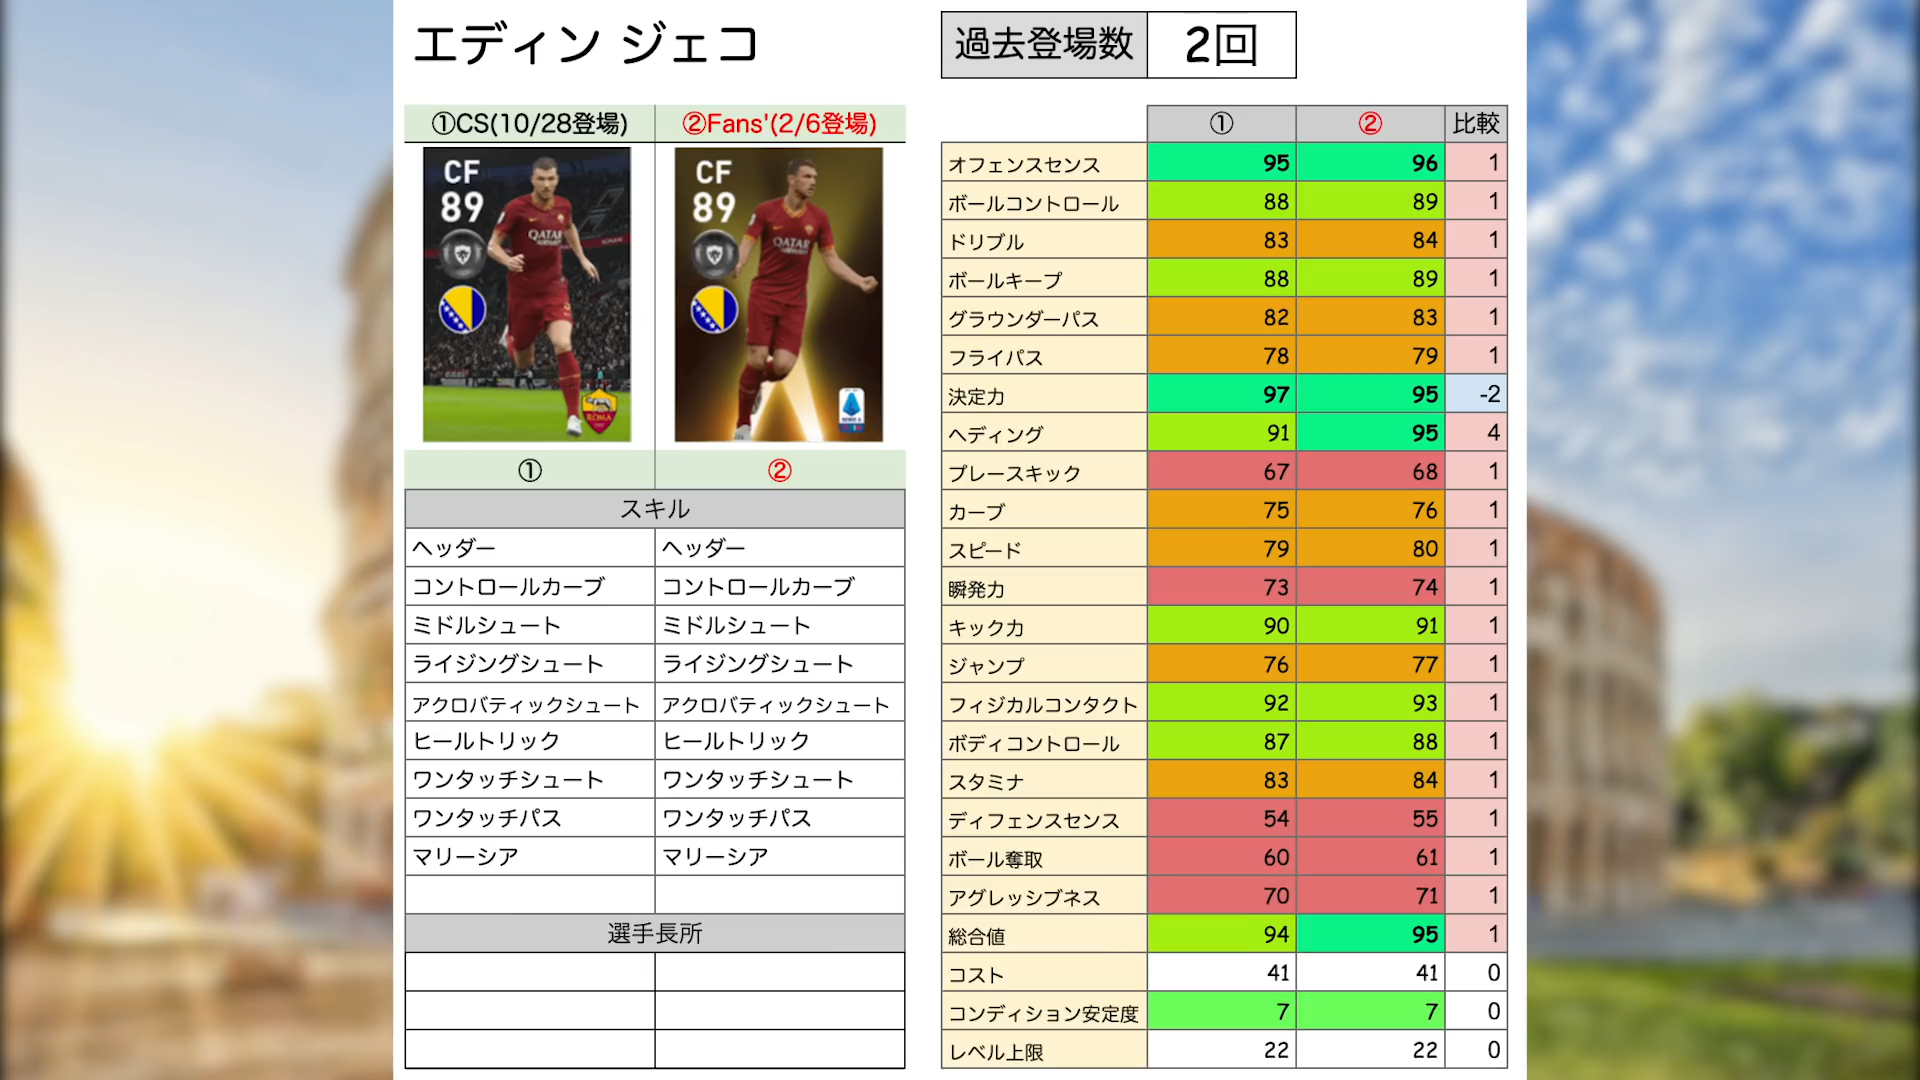 エディン ジェコ
過去登場数 2回
①CS(10/28登場) ②Fans'(2/6登場)
CF 89 QATAR AIRWAYS ROMA
CF 89 QATAR AIRWAYS SERIE A
① ②
スキル
ヘッダー ヘッダー
コントロールカーブ コントロールカーブ
ミドルシュート ミドルシュート
ライジングシュート ライジングシュート
アクロバティックシュート アクロバティックシュート
ヒールトリック ヒールトリック
ワンタッチシュート ワンタッチシュート
ワンタッチパス ワンタッチパス
マリーシア マリーシア
選手長所
① ② 比較
オフェンスセンス 95 96 1
ボールコントロール 88 89 1
ドリブル 83 84 1
ボールキープ 88 89 1
グラウンダーパス 82 83 1
フライパス 78 79 1
決定力 97 95 -2
ヘディング 91 95 4
プレースキック 67 68 1
カーブ 75 76 1
スピード 79 80 1
瞬発力 73 74 1
キック力 90 91 1
ジャンプ 76 77 1
フィジカルコンタクト 92 93 1
ボディコントロール 87 88 1
スタミナ 83 84 1
ディフェンスセンス 54 55 1
ボール奪取 60 61 1
アグレッシブネス 70 71 1
総合値 94 95 1
コスト 41 41 0
コンディション安定度 7 7 0
レベル上限 22 22 0